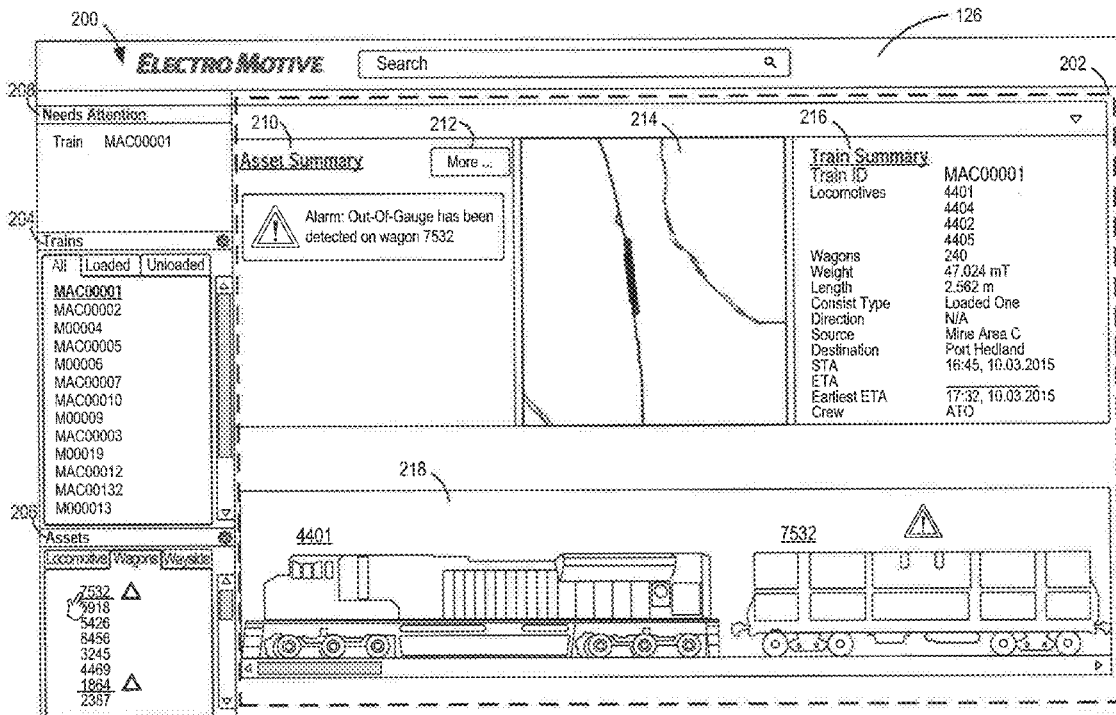 200
126
ELECTRO MOTIVE
Search
202
208
Needs Attention
Train MAC00001
210
212
214
216
Asset Summary
More ...
Alarm: Out-Of-Gauge has been
detected on wagon 7532
Train Summary
Train ID MAC00001
Locomotives 4401
4404
4402
4405
Wagons 240
Weight 47.024 mT
Length 2.562 m
Consist Type Loaded One
Direction N/A
Source Mine Area C
Destination Port Hedland
STA 16:45, 10.03.2015
ETA
Earliest ETA 17:32, 10.03.2015
Crew ATO
204
Trains
All Loaded Unloaded
MAC00001
MAC00002
M00004
MAC00005
M00006
MAC00007
MAC00010
M00009
MAC00003
M00019
MAC00012
MAC00132
M000013
218
4401
7532
Assets
Locomotive Wagons Wayside
7532
5426
8456
3245
4469
1864
2387